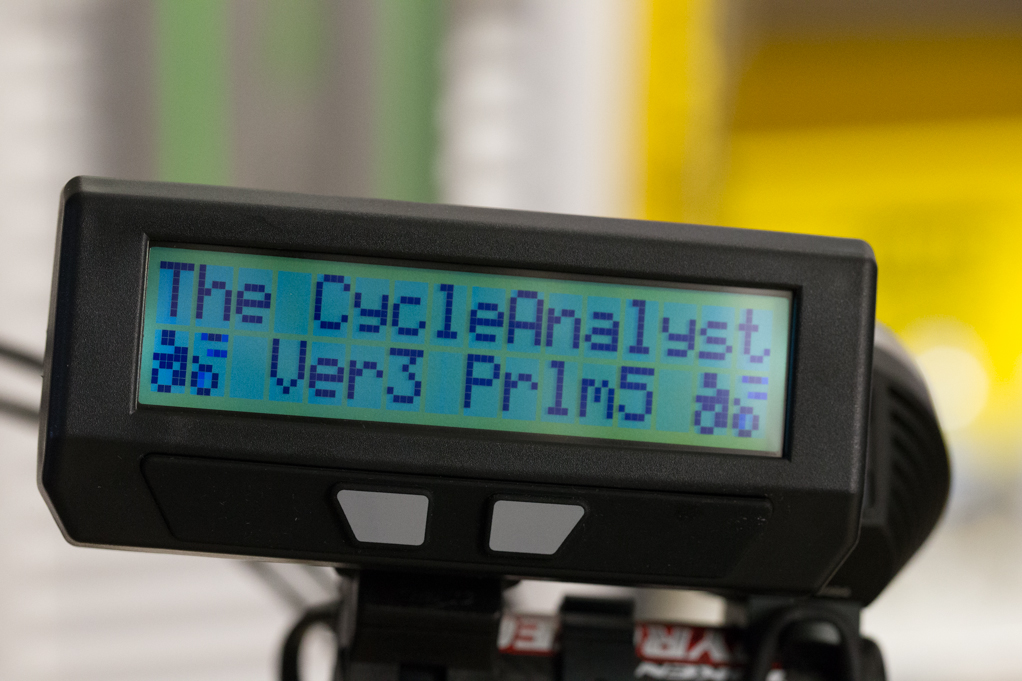 The CycleAnalyst
Ver3 Prlm5